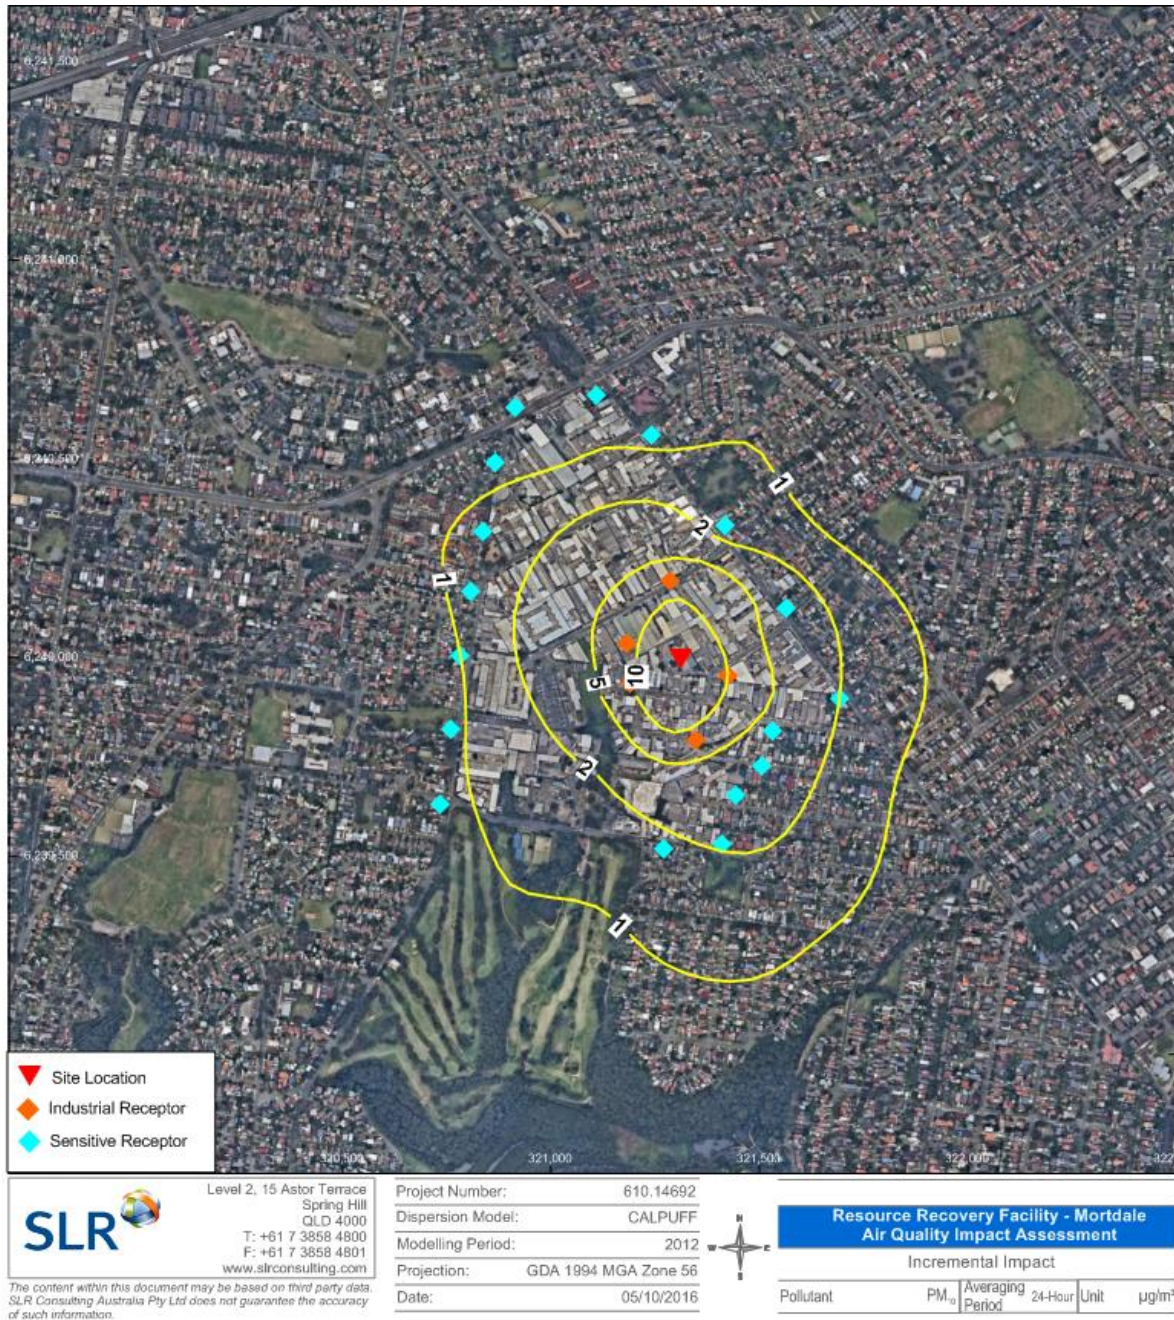 6,241,500
6,241,000
6,240,500
1
1
2
6,240,000
5
10
2
6,239,500
1
Site Location
Industrial Receptor
Sensitive Receptor
320,500
321,000
321,500
322,000
SLR
Level 2, 15 Astor Terrace
Spring Hill
QLD 4000
T: +61 7 3858 4800
F: +61 7 3858 4801
www.slrconsulting.com
The content within this document may be based on third party data.
SLR Consulting Australia Pty Ltd does not guarantee the accuracy
of such information.
Project Number: 610.14692
Dispersion Model: CALPUFF
Modelling Period: 2012
Projection: GDA 1994 MGA Zone 56
Date: 05/10/2016
N
W E
S
Resource Recovery Facility - Mortdale
Air Quality Impact Assessment
Incremental Impact
Pollutant PM₁₀ Averaging Period 24-Hour Unit µg/m³